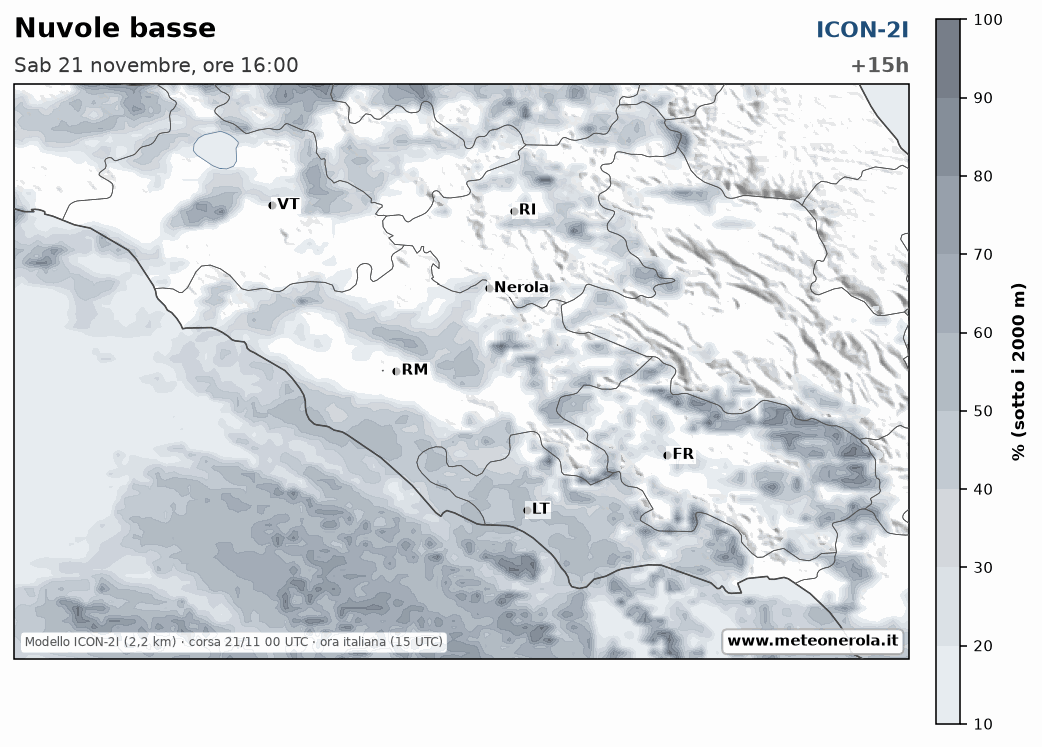 Nuvole basse
ICON-2I
Sab 21 novembre, ore 16:00
+15h
VT
RI
Nerola
RM
FR
LT
Modello ICON-2I (2,2 km) · corsa 21/11 00 UTC · ora italiana (15 UTC)
www.meteonerola.it
100
90
80
70
60
50
40
30
20
10
% (sotto i 2000 m)